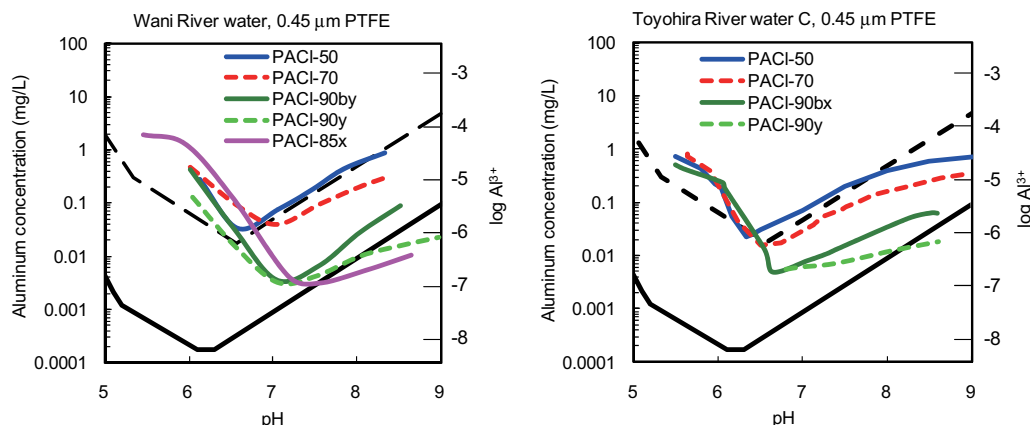 Wani River water, 0.45 μm PTFE
Aluminum concentration (mg/L)
100
10
1
0.1
0.01
0.001
0.0001
PACl-50
PACl-70
PACl-90by
PACl-90y
PACl-85x
-3
-4
-5
-6
-7
-8
log Al3+
5 6 7 8 9
pH
Toyohira River water C, 0.45 μm PTFE
Aluminum concentration (mg/L)
100
10
1
0.1
0.01
0.001
0.0001
PACl-50
PACl-70
PACl-90bx
PACl-90y
-3
-4
-5
-6
-7
-8
log Al3+
5 6 7 8 9
pH